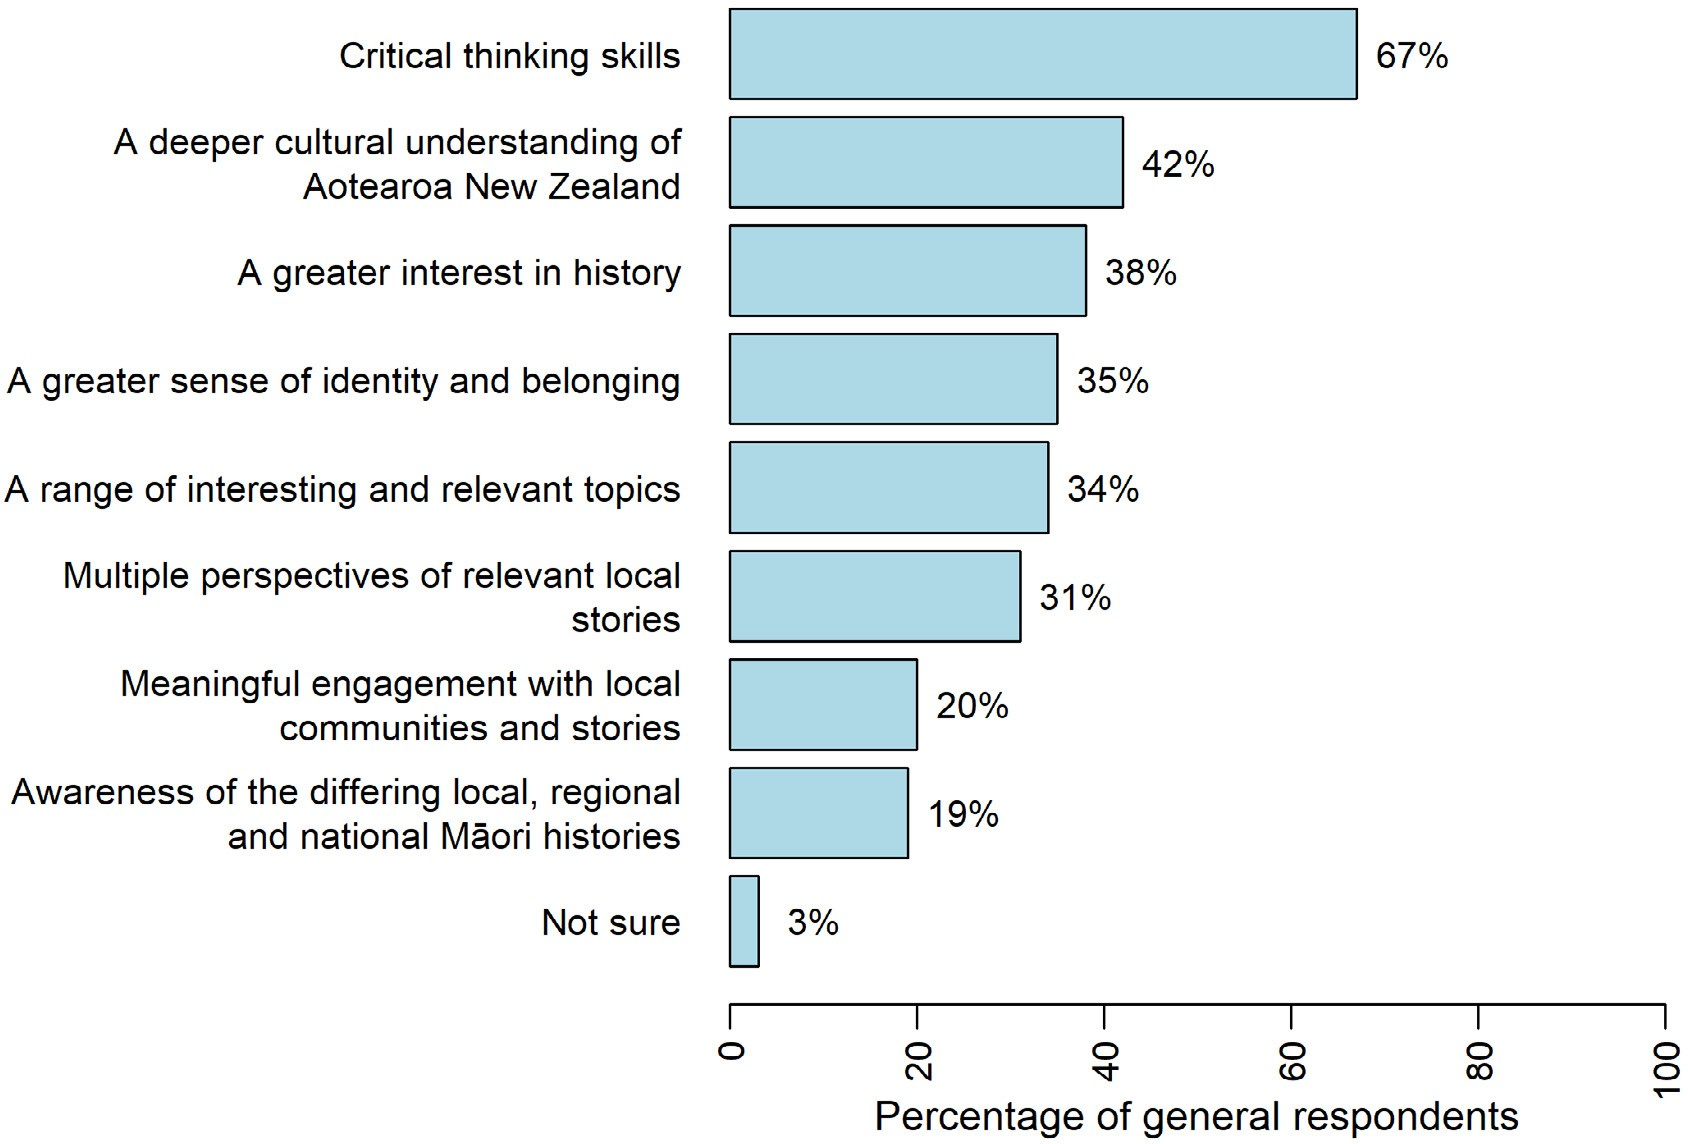 Critical thinking skills
67%
A deeper cultural understanding of
Aotearoa New Zealand
42%
A greater interest in history
38%
A greater sense of identity and belonging
35%
A range of interesting and relevant topics
34%
Multiple perspectives of relevant local
stories
31%
Meaningful engagement with local
communities and stories
20%
Awareness of the differing local, regional
and national Māori histories
19%
Not sure
3%
0 20 40 60 80 100
Percentage of general respondents